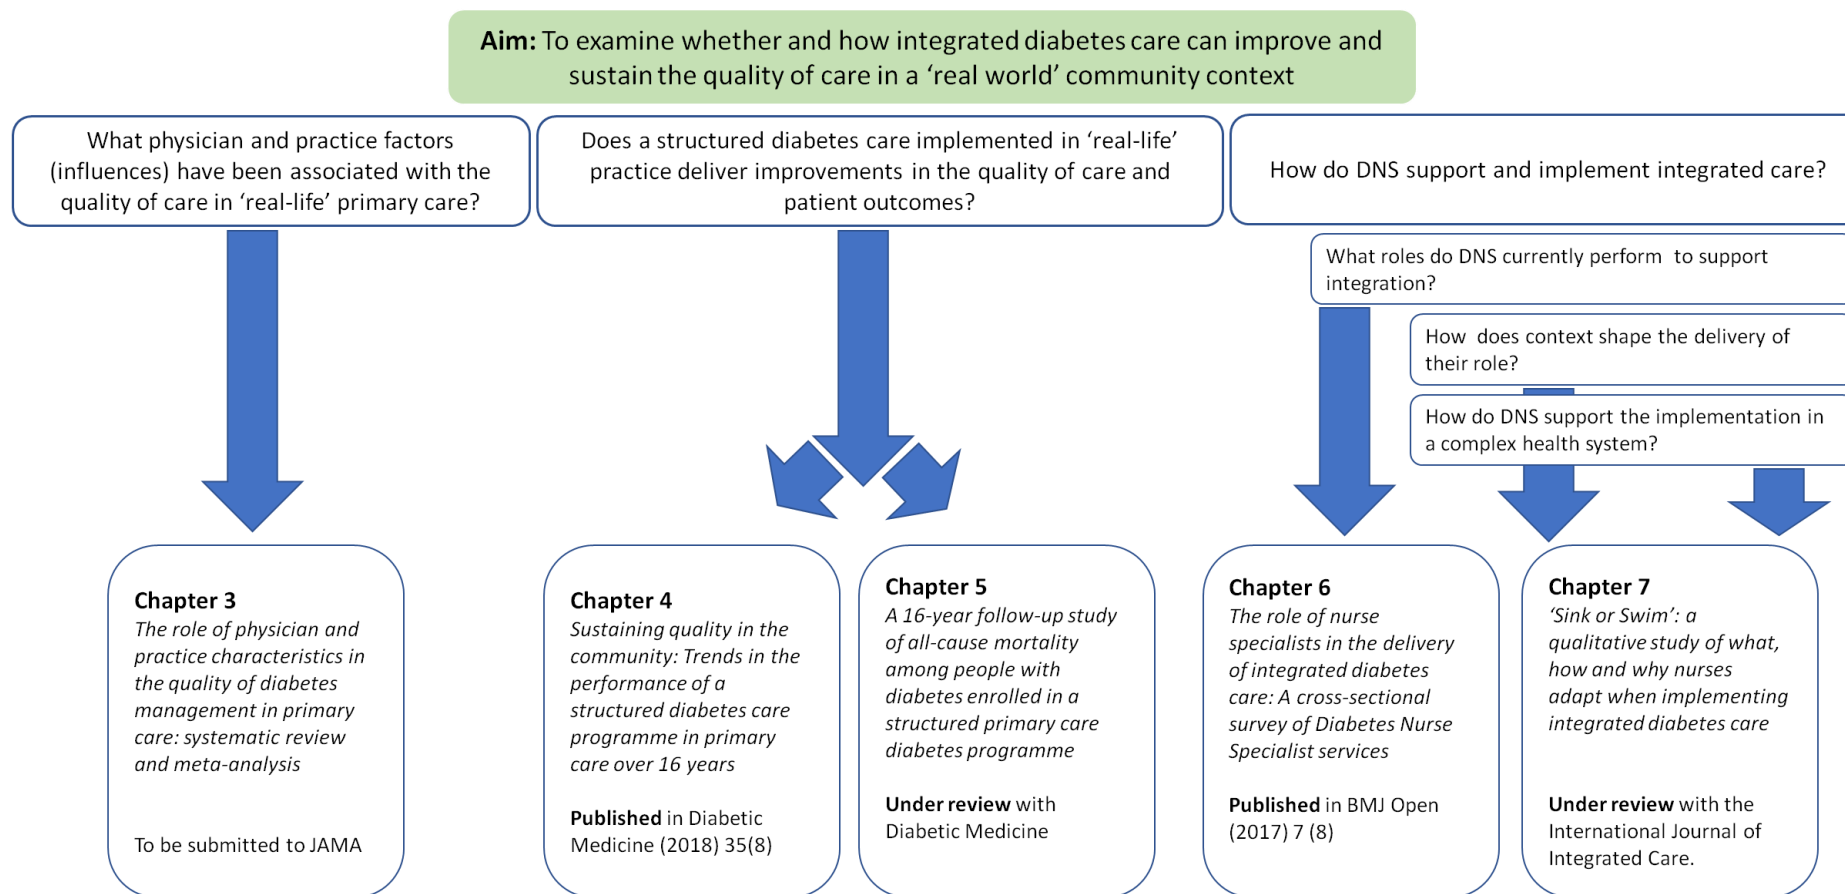 Aim: To examine whether and how integrated diabetes care can improve and
sustain the quality of care in a ‘real world’ community context
What physician and practice factors
(influences) have been associated with the
quality of care in ‘real-life’ primary care?
Does a structured diabetes care implemented in ‘real-life’
practice deliver improvements in the quality of care and
patient outcomes?
How do DNS support and implement integrated care?
What roles do DNS currently perform to support
integration?
How does context shape the delivery of
their role?
How do DNS support the implementation in
a complex health system?
Chapter 3
The role of physician and
practice characteristics in
the quality of diabetes
management in primary
care: systematic review
and meta-analysis
To be submitted to JAMA
Chapter 4
Sustaining quality in the
community: Trends in the
performance of a
structured diabetes care
programme in primary
care over 16 years
Published in Diabetic
Medicine (2018) 35(8)
Chapter 5
A 16-year follow-up study
of all-cause mortality
among people with
diabetes enrolled in a
structured primary care
diabetes programme
Under review with
Diabetic Medicine
Chapter 6
The role of nurse
specialists in the delivery
of integrated diabetes
care: A cross-sectional
survey of Diabetes Nurse
Specialist services
Published in BMJ Open
(2017) 7 (8)
Chapter 7
‘Sink or Swim’: a
qualitative study of what,
how and why nurses
adapt when implementing
integrated diabetes care
Under review with the
International Journal of
Integrated Care.